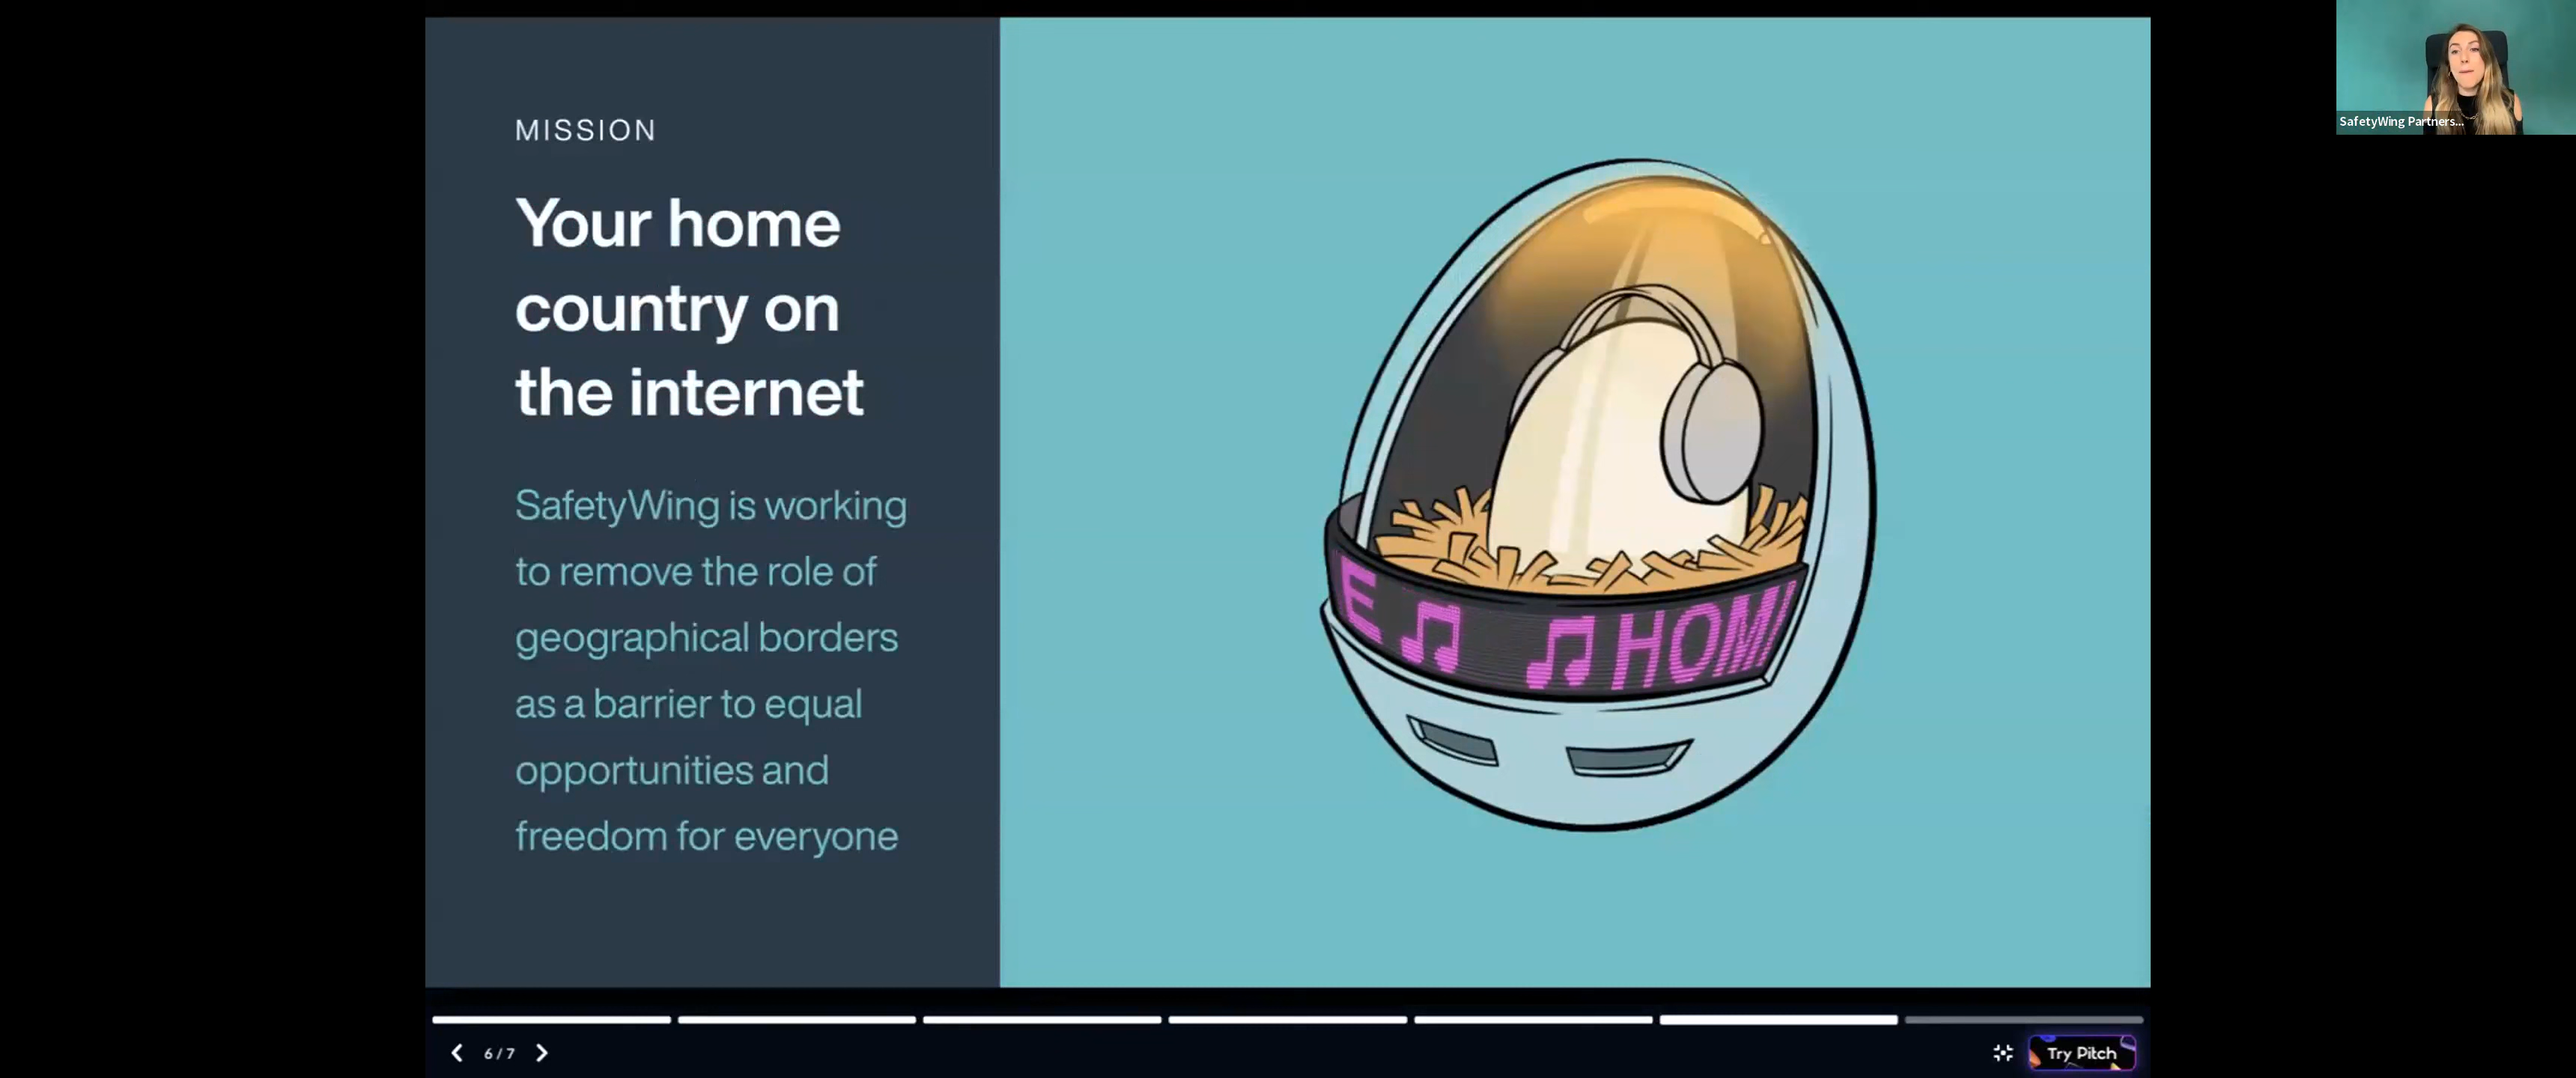 MISSION
Your home
country on
the internet
SafetyWing is working
to remove the role of
geographical borders
as a barrier to equal
opportunities and
freedom for everyone
E ♫ ♫ HOM
SafetyWing Partners...
6 / 7
Try Pitch